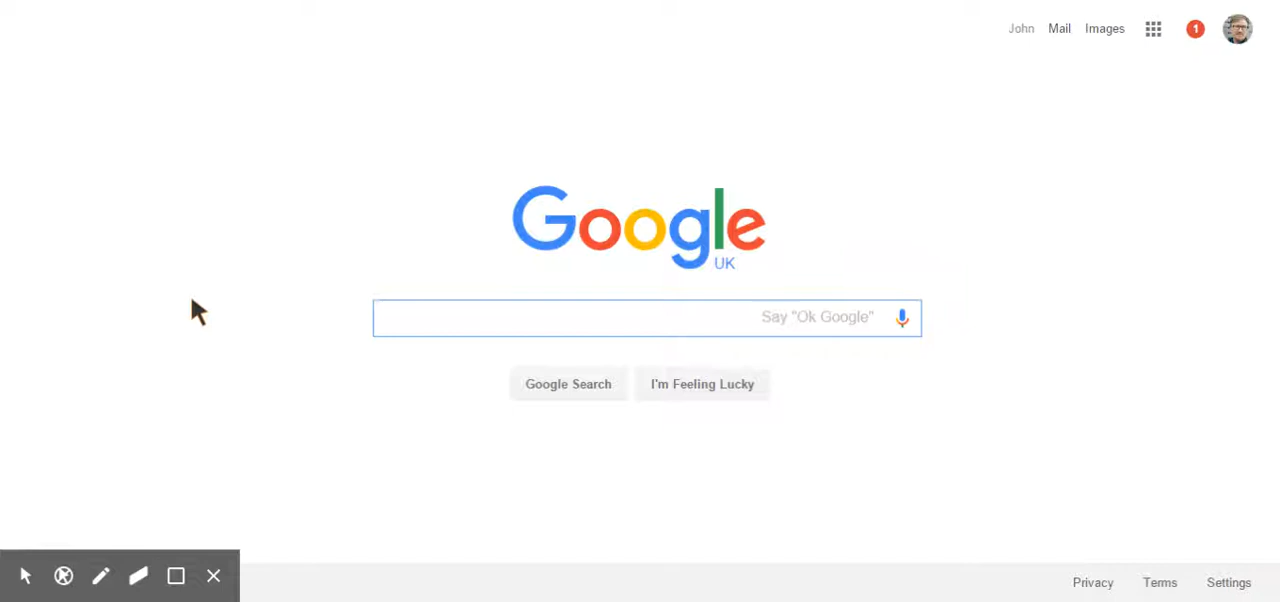 John Mail Images 1
Google
UK
Say "Ok Google"
Google Search I'm Feeling Lucky
Privacy Terms Settings